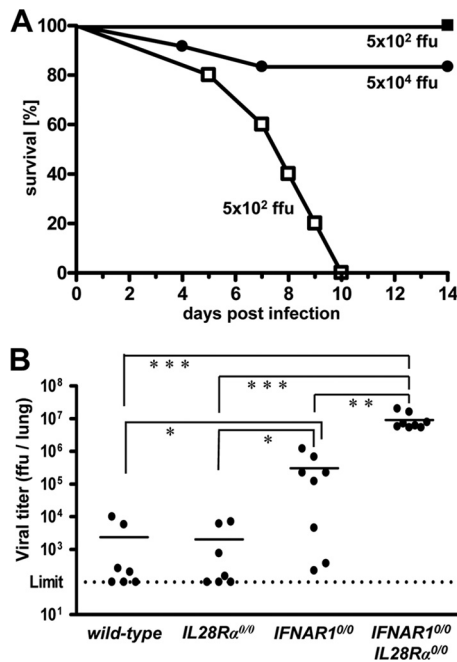 A
survival [%]
100
80
60
40
20
0
5x10² ffu
5x10⁴ ffu
5x10² ffu
0 2 4 6 8 10 12 14
days post infection
B
Viral titer (ffu / lung)
10⁸
10⁷
10⁶
10⁵
10⁴
10³
Limit
10¹
* * *
* * *
* *
*
*
wild-type IL28Rα⁰/⁰ IFNAR1⁰/⁰ IFNAR1⁰/⁰
IL28Rα⁰/⁰